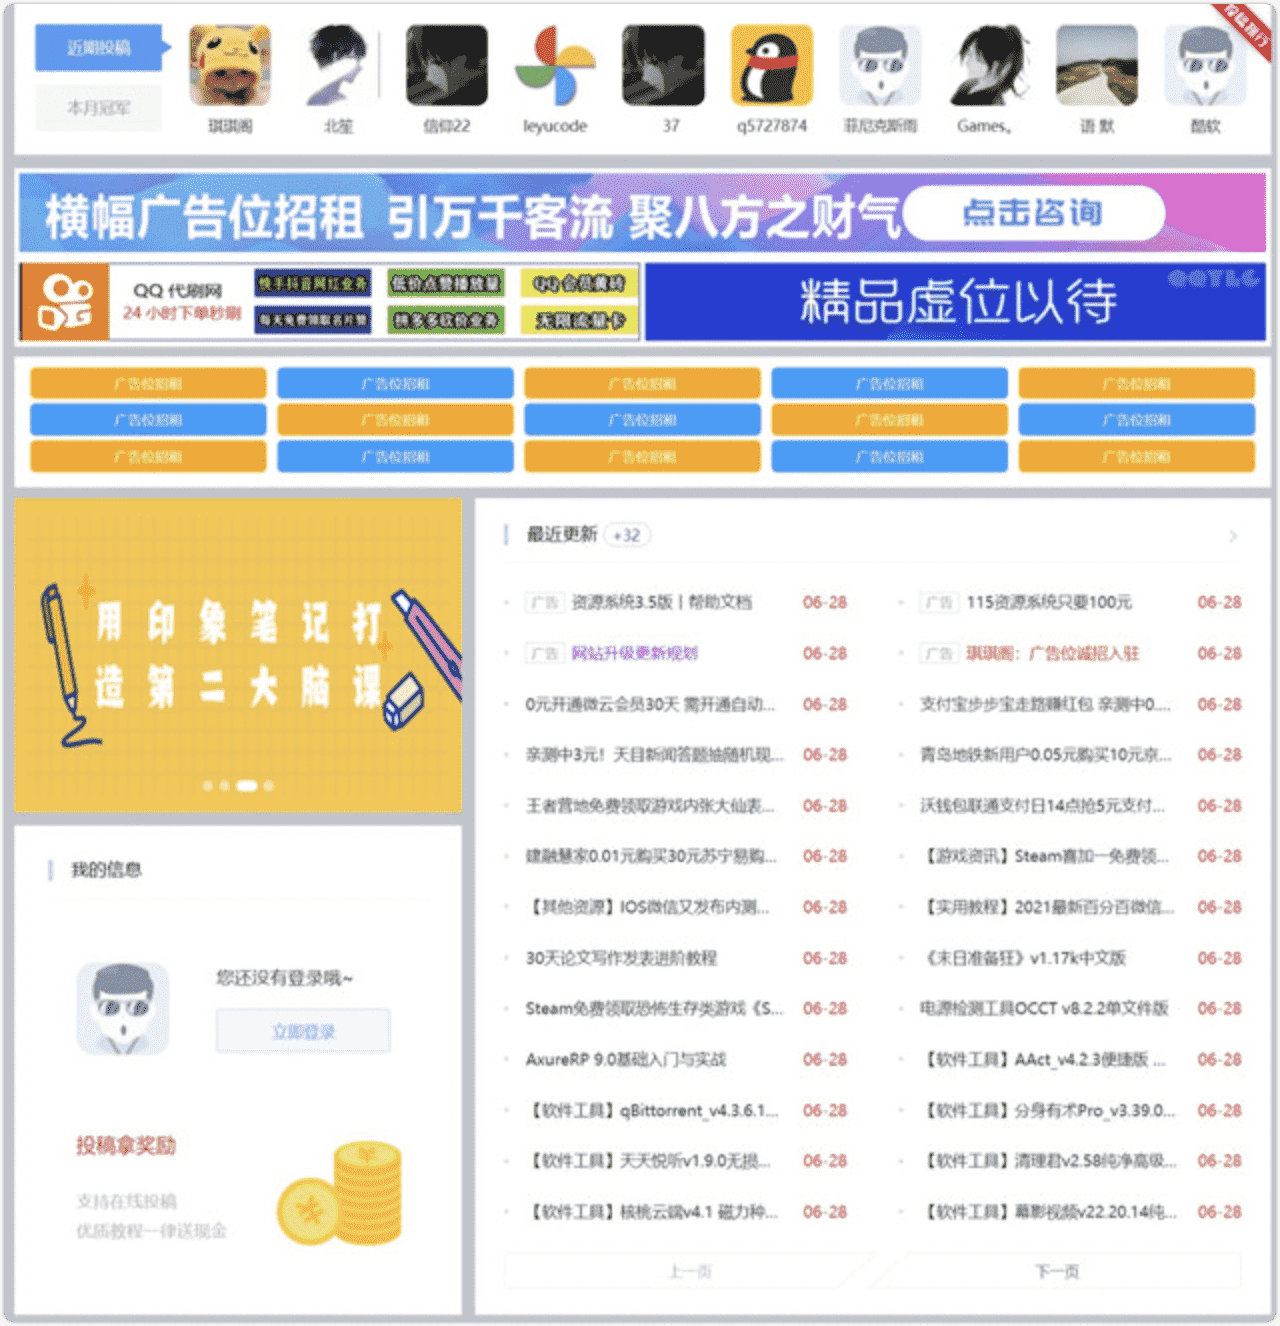 投稿排行
近期投稿
本月冠军
琪琪阁
北笙
信仰22
leyucode
37
q5727874
菲尼克斯雨
Games。
语 默
酷软
横幅广告位招租 引万千客流 聚八方之财气
点击咨询
QQ 代刷网
24 小时下单秒刷
快手抖音网红业务
低价点赞播放量
QQ 会员黄砖
每天免费领取名片赞
拼多多砍价业务
无限流量卡
精品虚位以待
QQTLG
广告位招租 广告位招租 广告位招租 广告位招租 广告位招租
广告位招租 广告位招租 广告位招租 广告位招租 广告位招租
广告位招租 广告位招租 广告位招租 广告位招租 广告位招租
用印象笔记打
造第二大脑课
我的信息
您还没有登录哦~
立即登录
投稿拿奖励
支持在线投稿
优质教程一律送现金
最近更新 +32
广告 资源系统3.5版丨帮助文档 06-28
广告 115资源系统只要100元 06-28
广告 网站升级更新规划 06-28
广告 琪琪阁：广告位诚招入驻 06-28
0元开通微云会员30天 需开通自动... 06-28
支付宝步步宝走路赚红包 亲测中0.... 06-28
亲测中3元！天目新闻答题抽随机现... 06-28
青岛地铁新用户0.05元购买10元京... 06-28
王者营地免费领取游戏内张大仙表... 06-28
沃钱包联通支付日14点抢5元支付... 06-28
建融慧家0.01元购买30元苏宁易购... 06-28
【游戏资讯】Steam喜加一免费领... 06-28
【其他资源】IOS微信又发布内测... 06-28
【实用教程】2021最新百分百微信... 06-28
30天论文写作发表进阶教程 06-28
《末日准备狂》v1.17k中文版 06-28
Steam免费领取恐怖生存类游戏《S... 06-28
电源检测工具OCCT v8.2.2单文件版 06-28
AxureRP 9.0基础入门与实战 06-28
【软件工具】AAct_v4.2.3便捷版 ... 06-28
【软件工具】qBittorrent_v4.3.6.1... 06-28
【软件工具】分身有术Pro_v3.39.0... 06-28
【软件工具】天天悦听v1.9.0无损... 06-28
【软件工具】清理君v2.58纯净高级... 06-28
【软件工具】核桃云端v4.1 磁力种... 06-28
【软件工具】幕影视频v22.20.14纯... 06-28
上一页
下一页